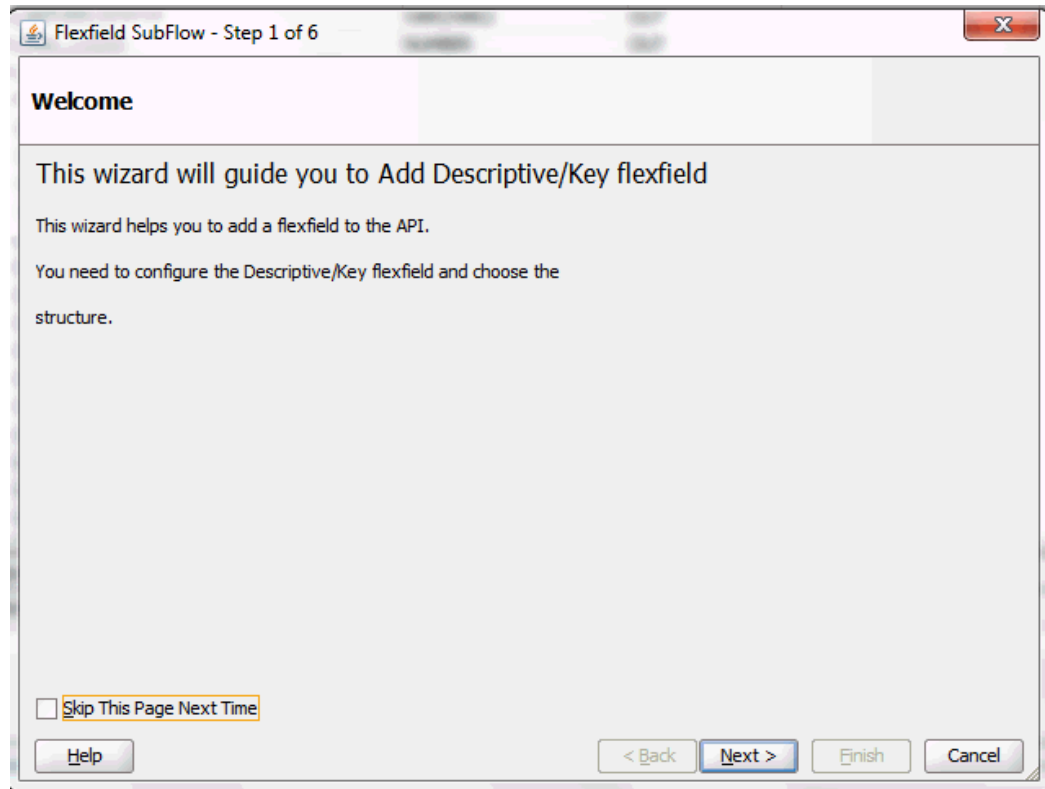 Flexfield SubFlow - Step 1 of 6
Welcome
This wizard will guide you to Add Descriptive/Key flexfield
This wizard helps you to add a flexfield to the API.
You need to configure the Descriptive/Key flexfield and choose the
structure.
Skip This Page Next Time
Help
< Back
Next >
Finish
Cancel